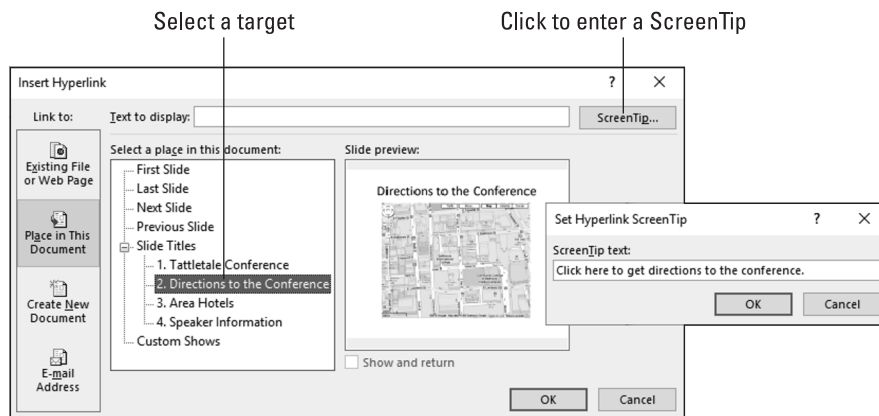 Select a target
Click to enter a ScreenTip
Insert Hyperlink
?
Link to:
Text to display:
ScreenTip...
Existing File
or Web Page
Place in This
Document
Create New
Document
E-mail
Address
Select a place in this document:
First Slide
Last Slide
Next Slide
Previous Slide
Slide Titles
1. Tattletale Conference
2. Directions to the Conference
3. Area Hotels
4. Speaker Information
Custom Shows
Slide preview:
Directions to the Conference
Show and return
OK
Cancel
Set Hyperlink ScreenTip
?
ScreenTip text:
Click here to get directions to the conference.
OK
Cancel